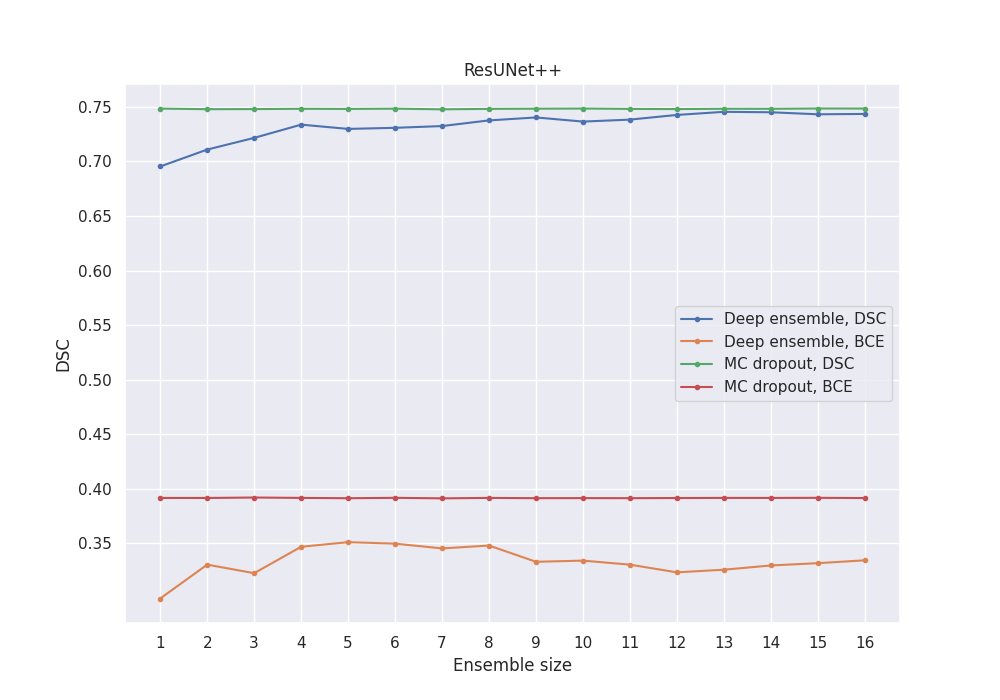 ResUNet++
0.75
0.70
0.65
0.60
0.55
0.50
0.45
0.40
0.35
DSC
Deep ensemble, DSC
Deep ensemble, BCE
MC dropout, DSC
MC dropout, BCE
1 2 3 4 5 6 7 8 9 10 11 12 13 14 15 16
Ensemble size